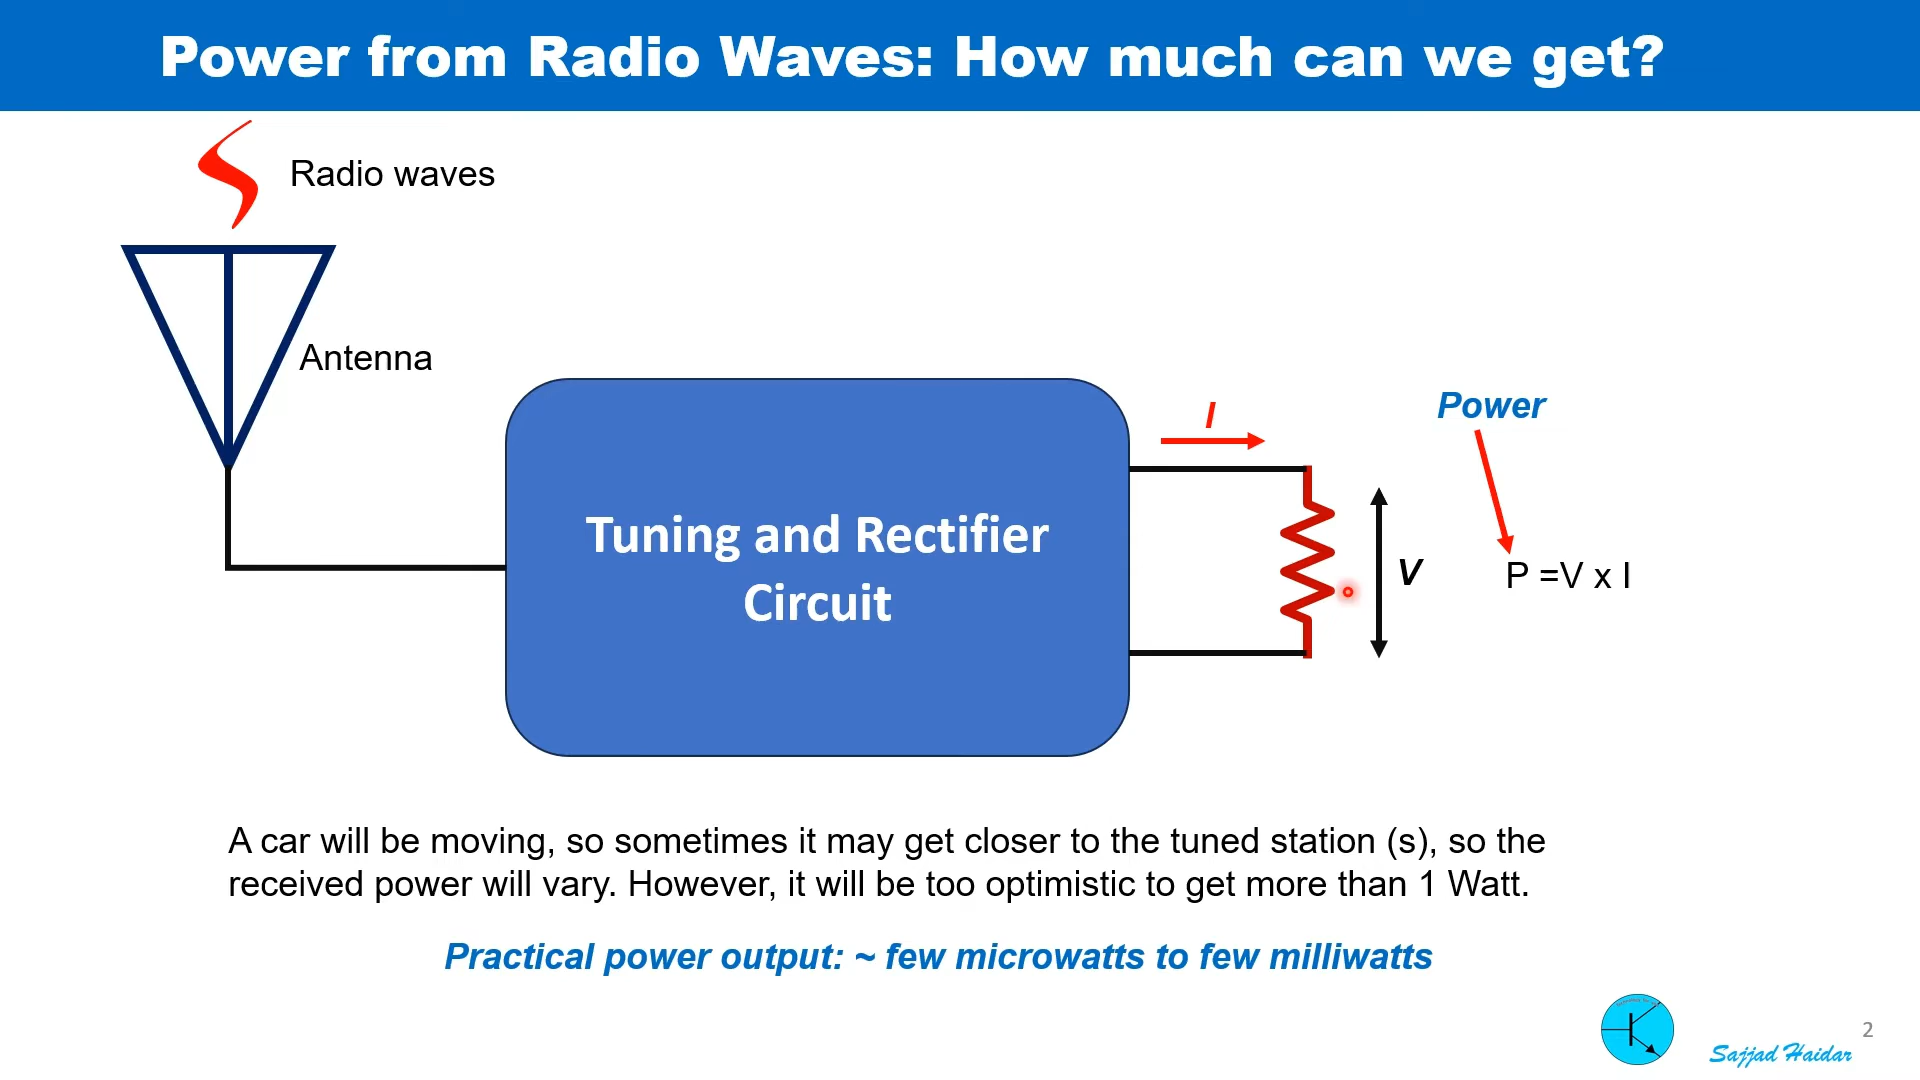 Power from Radio Waves: How much can we get?
Radio waves
Antenna
Tuning and Rectifier
Circuit
I
V
Power
P =V x I
A car will be moving, so sometimes it may get closer to the tuned station (s), so the
received power will vary. However, it will be too optimistic to get more than 1 Watt.
Practical power output: ~ few microwatts to few milliwatts
Sajjad Haidar
2